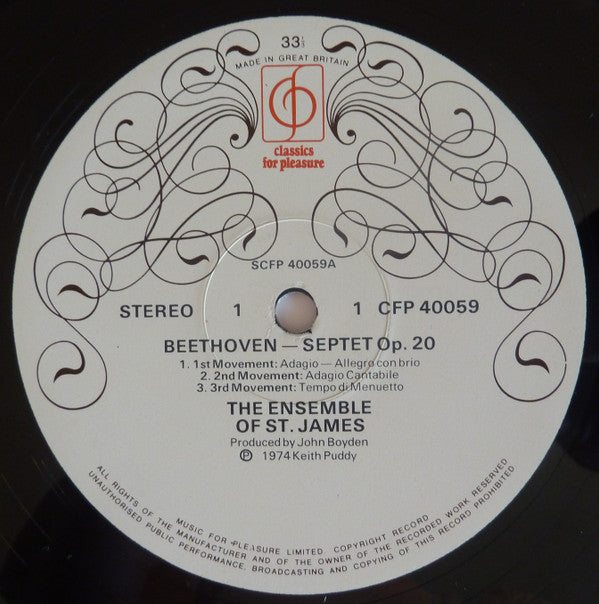 33⅓
MADE IN GREAT BRITAIN
classics
for pleasure
SCFP 40059A
STEREO 1 1 CFP 40059
BEETHOVEN — SEPTET Op. 20
1. 1st Movement: Adagio — Allegro con brio
2. 2nd Movement: Adagio Cantabile
3. 3rd Movement: Tempo di Menuetto
THE ENSEMBLE
OF ST. JAMES
Produced by John Boyden
℗ 1974 Keith Puddy
MUSIC FOR PLEASURE LIMITED. COPYRIGHT RECORD
ALL RIGHTS OF THE MANUFACTURER AND OF THE OWNER OF THE RECORDED WORK RESERVED
UNAUTHORISED PUBLIC PERFORMANCE, BROADCASTING AND COPYING OF THIS RECORD PROHIBITED